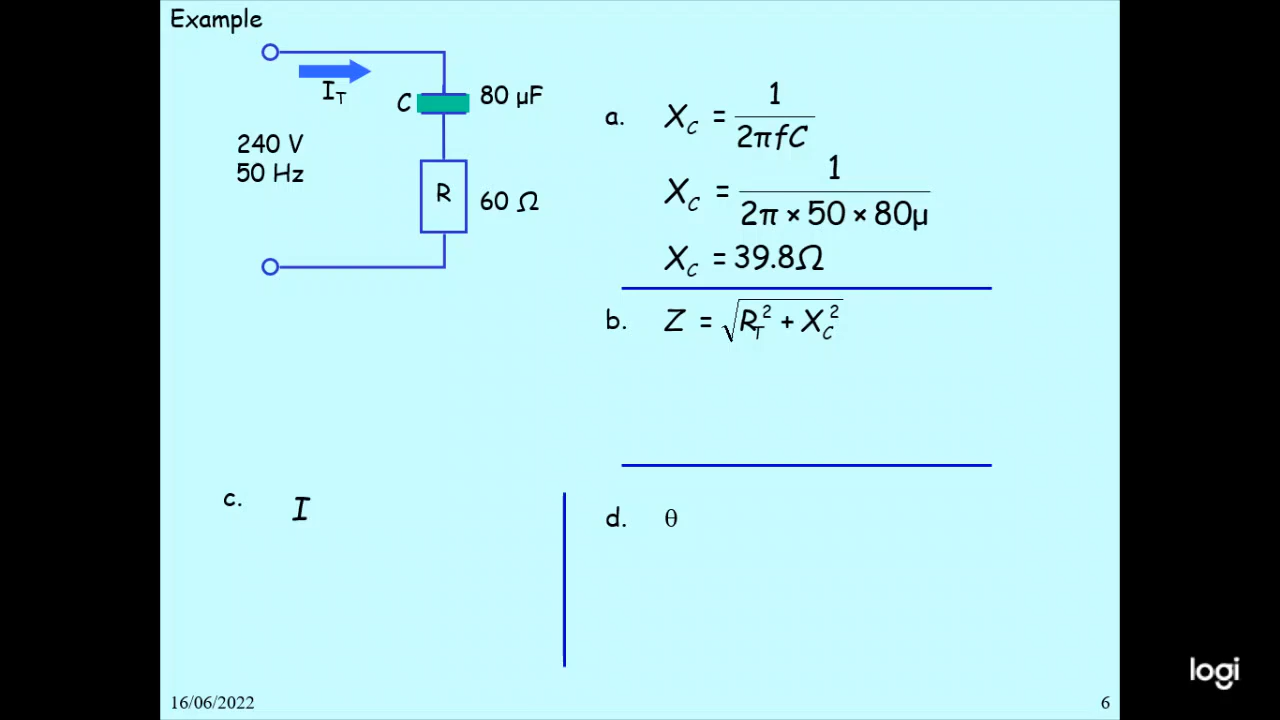 Example
I_T
C
80 μF
240 V
50 Hz
R
60 Ω
a. X_C = 1 / 2πfC
X_C = 1 / 2π × 50 × 80μ
X_C = 39.8Ω
b. Z = √R_T² + X_C²
c. I
d. θ
16/06/2022
6
logi